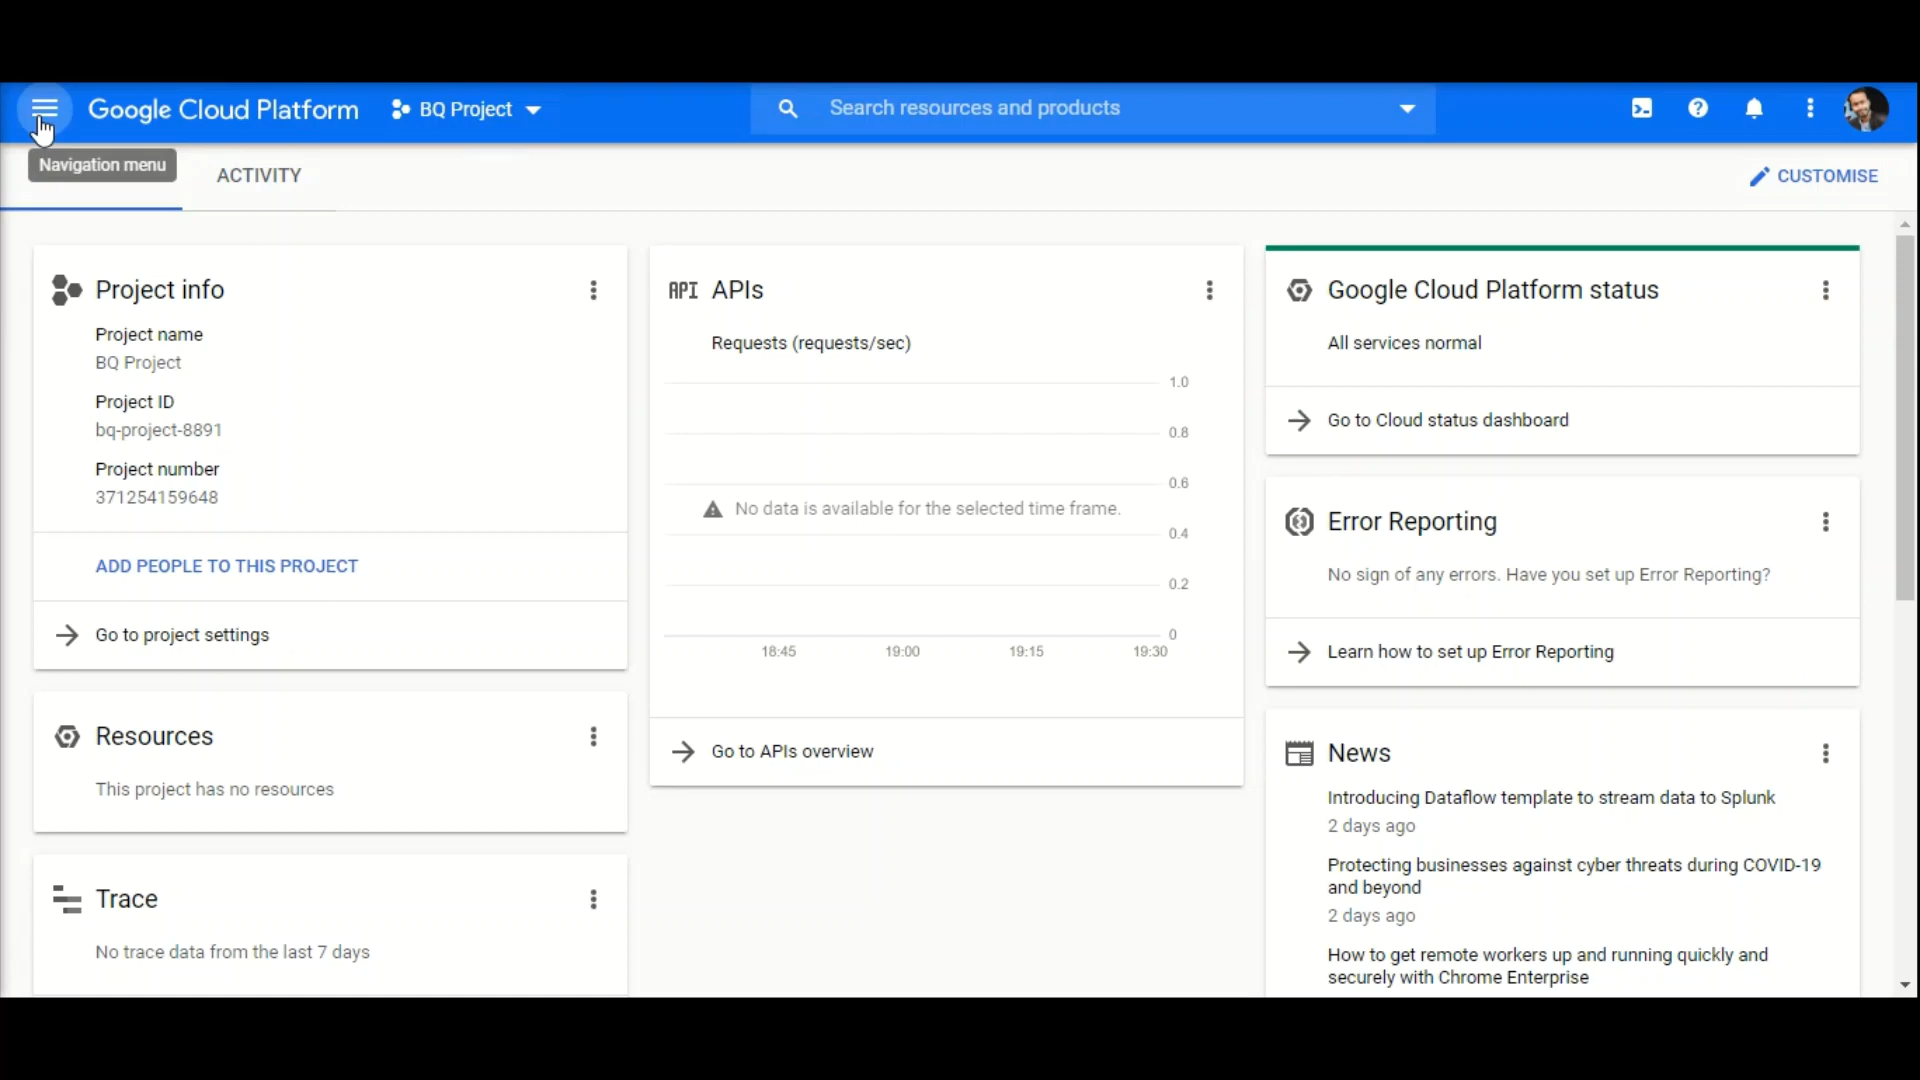 Google Cloud Platform
BQ Project
Search resources and products
Navigation menu
ACTIVITY
CUSTOMISE
Project info
Project name
BQ Project
Project ID
bq-project-8891
Project number
371254159648
ADD PEOPLE TO THIS PROJECT
Go to project settings
Resources
This project has no resources
Trace
No trace data from the last 7 days
API APIs
Requests (requests/sec)
1.0
0.8
0.6
No data is available for the selected time frame.
0.4
0.2
0
18:45 19:00 19:15 19:30
Go to APIs overview
Google Cloud Platform status
All services normal
Go to Cloud status dashboard
Error Reporting
No sign of any errors. Have you set up Error Reporting?
Learn how to set up Error Reporting
News
Introducing Dataflow template to stream data to Splunk
2 days ago
Protecting businesses against cyber threats during COVID-19
and beyond
2 days ago
How to get remote workers up and running quickly and
securely with Chrome Enterprise